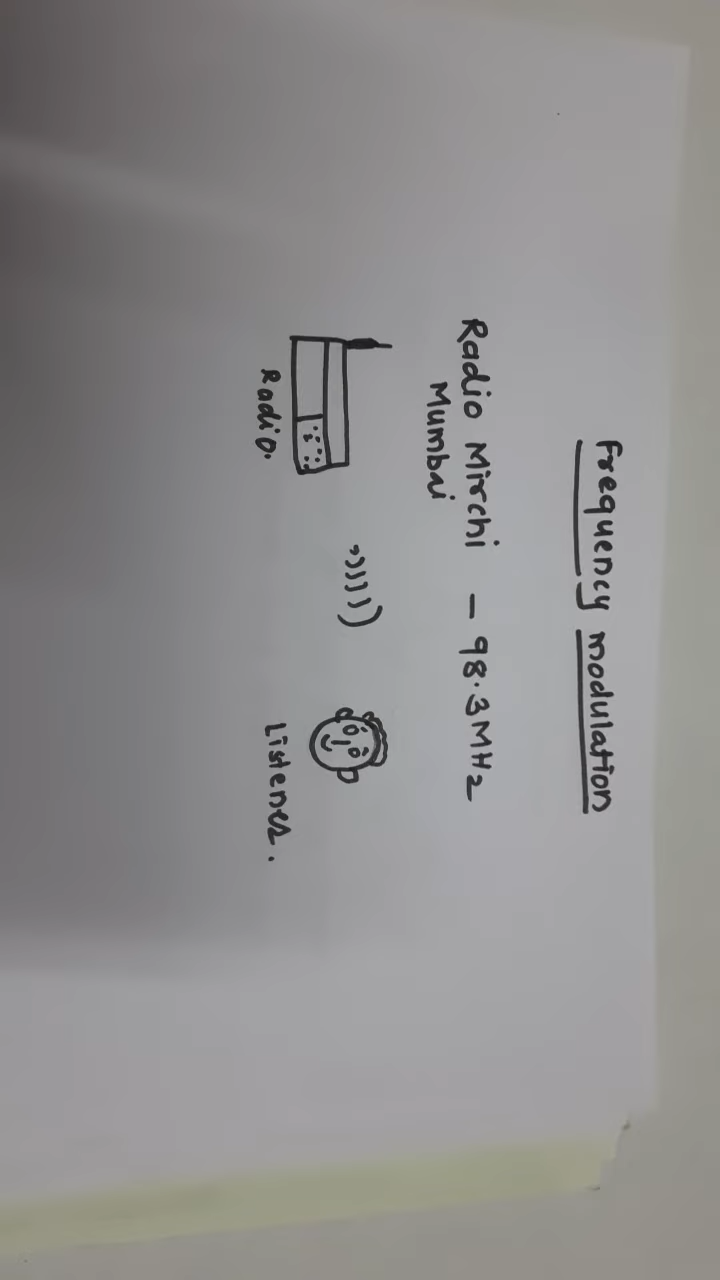 Frequency modulation
Radio Mirchi - 98.3MHz
Mumbai
Radio.
Listener.